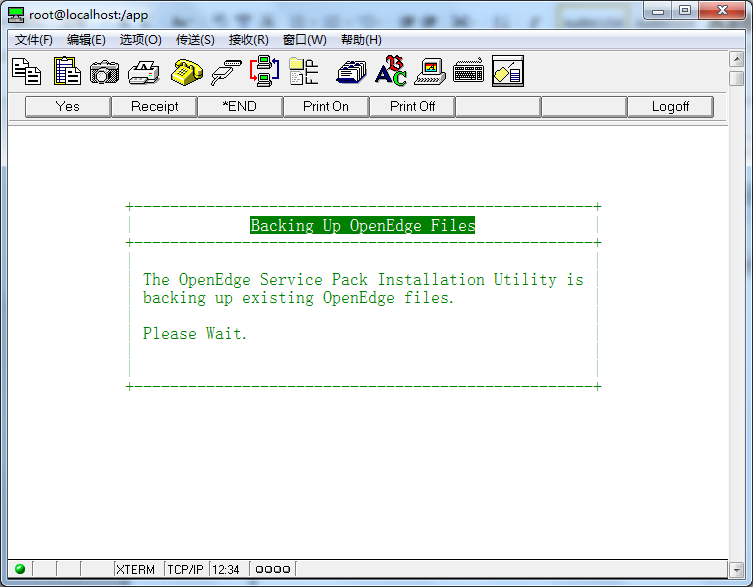 root@localhost:/app
文件(F) 编辑(E) 选项(O) 传送(S) 接收(R) 窗口(W) 帮助(H)
Yes Receipt *END Print On Print Off Logoff
Backing Up OpenEdge Files
The OpenEdge Service Pack Installation Utility is
backing up existing OpenEdge files.
Please Wait.
XTERM TCP/IP 12:34